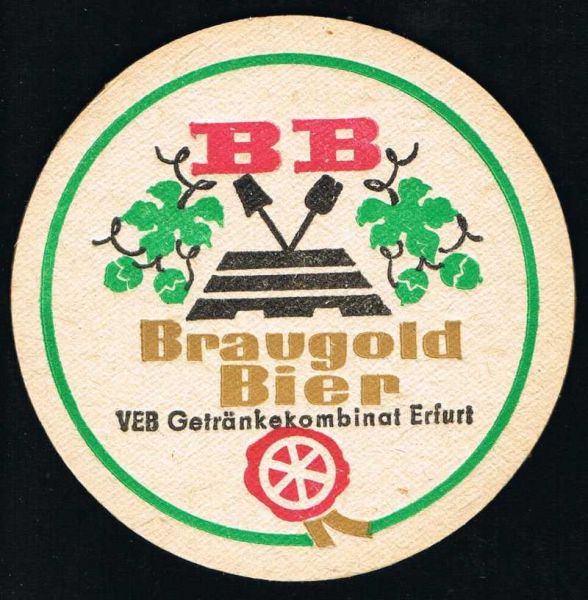 BB
Braugold
Bier
VEB Getränkekombinat Erfurt